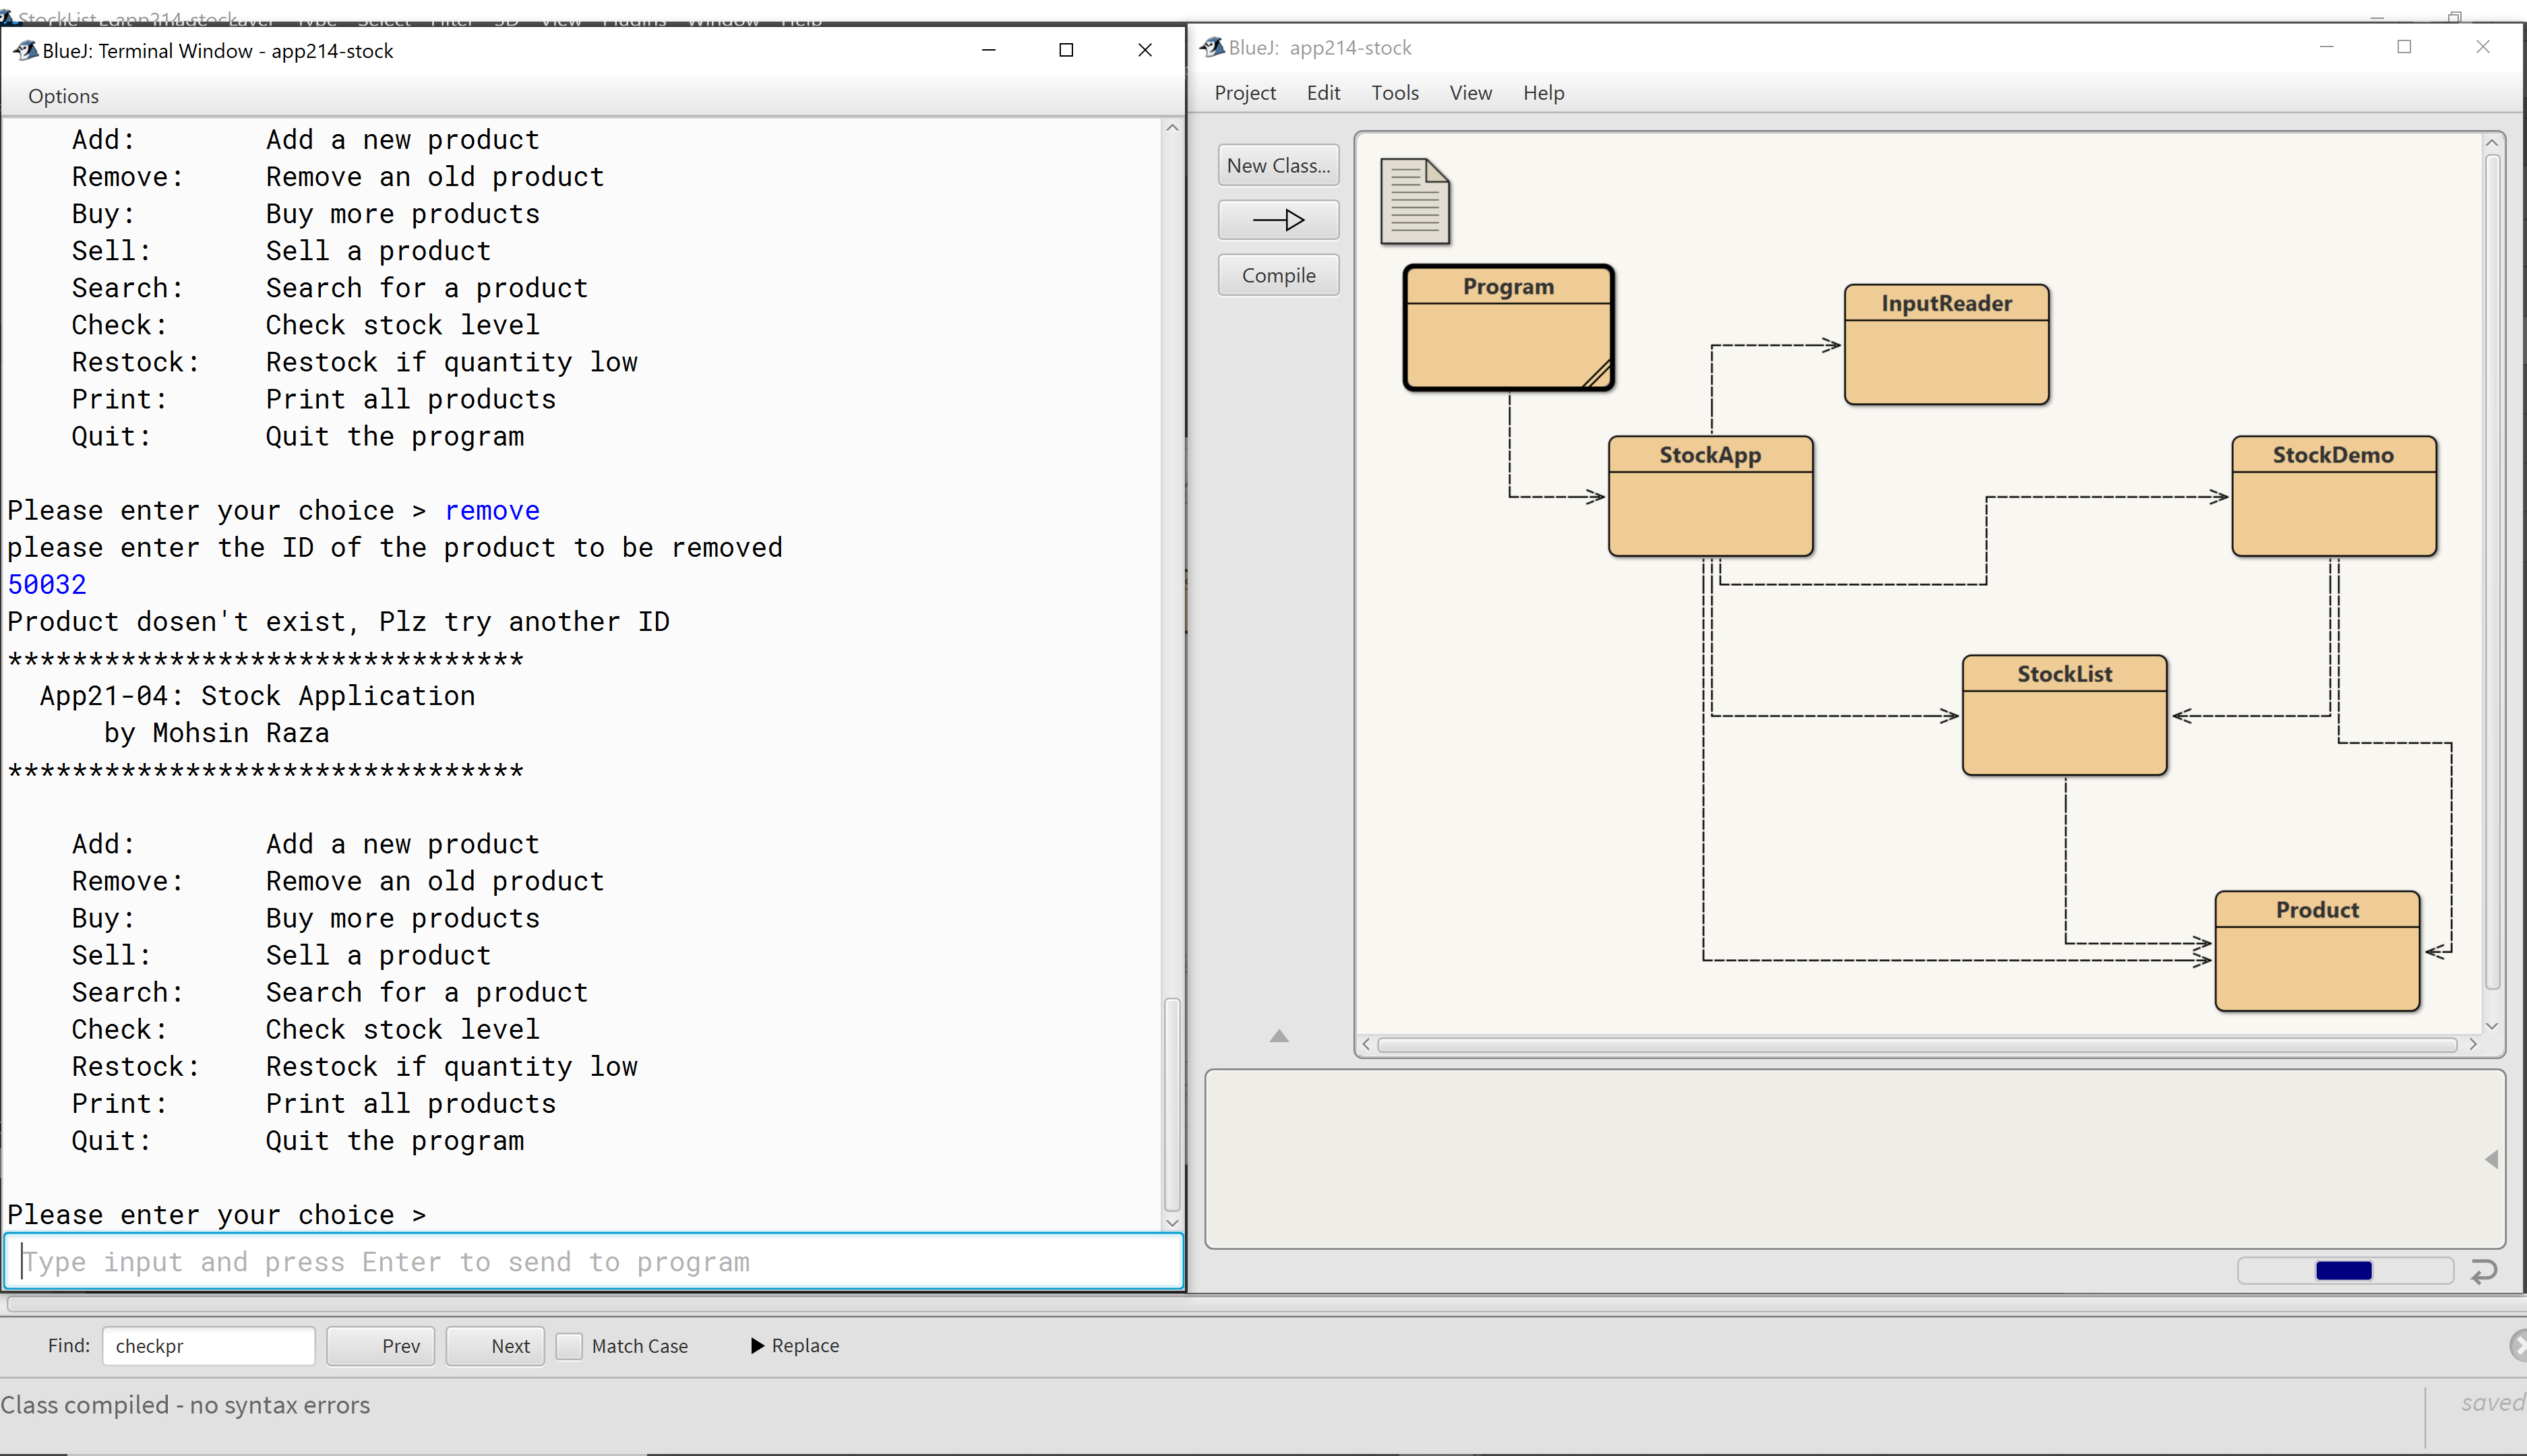 StockList - app214-stock
BlueJ: Terminal Window - app214-stock
Options
Add: Add a new product
Remove: Remove an old product
Buy: Buy more products
Sell: Sell a product
Search: Search for a product
Check: Check stock level
Restock: Restock if quantity low
Print: Print all products
Quit: Quit the program
Please enter your choice > remove
please enter the ID of the product to be removed
50032
Product dosen't exist, Plz try another ID
********************************
App21-04: Stock Application
by Mohsin Raza
********************************
Add: Add a new product
Remove: Remove an old product
Buy: Buy more products
Sell: Sell a product
Search: Search for a product
Check: Check stock level
Restock: Restock if quantity low
Print: Print all products
Quit: Quit the program
Please enter your choice >
Type input and press Enter to send to program
BlueJ: app214-stock
Project Edit Tools View Help
New Class...
Compile
Program
InputReader
StockApp
StockDemo
StockList
Product
Find: checkpr Prev Next Match Case Replace
Class compiled - no syntax errors
saved